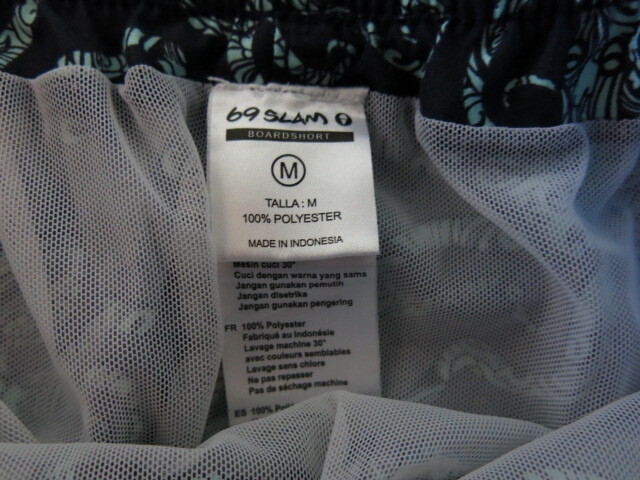 69 SLAM
BOARDSHORT
M
TALLA : M
100% POLYESTER
MADE IN INDONESIA
Mesin cuci 30°
Cuci dengan warna yang sama
Jangan gunakan pemutih
Jangan disetrika
Jangan gunakan pengering
FR 100% Polyester
Fabriqué au Indonésie
Lavage machine 30°
avec couleurs semblables
Lavage sans chlore
Ne pas repasser
Pas de séchage machine
ES 100%